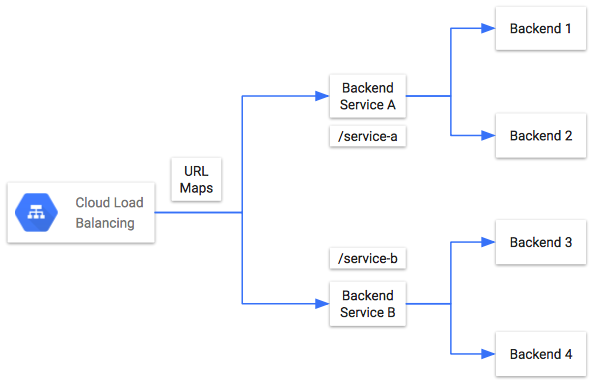 Cloud Load
Balancing
URL
Maps
Backend
Service A
/service-a
/service-b
Backend
Service B
Backend 1
Backend 2
Backend 3
Backend 4